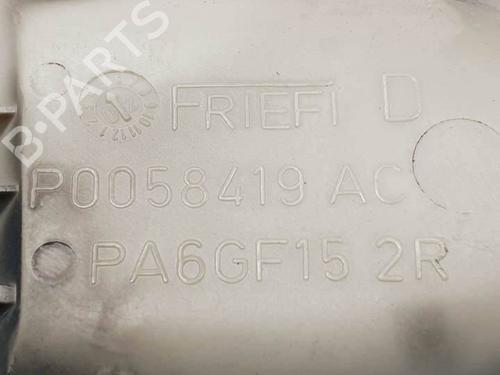 B-PARTS
FRIEFI D
P0058419 AC
PA6GF15 2R